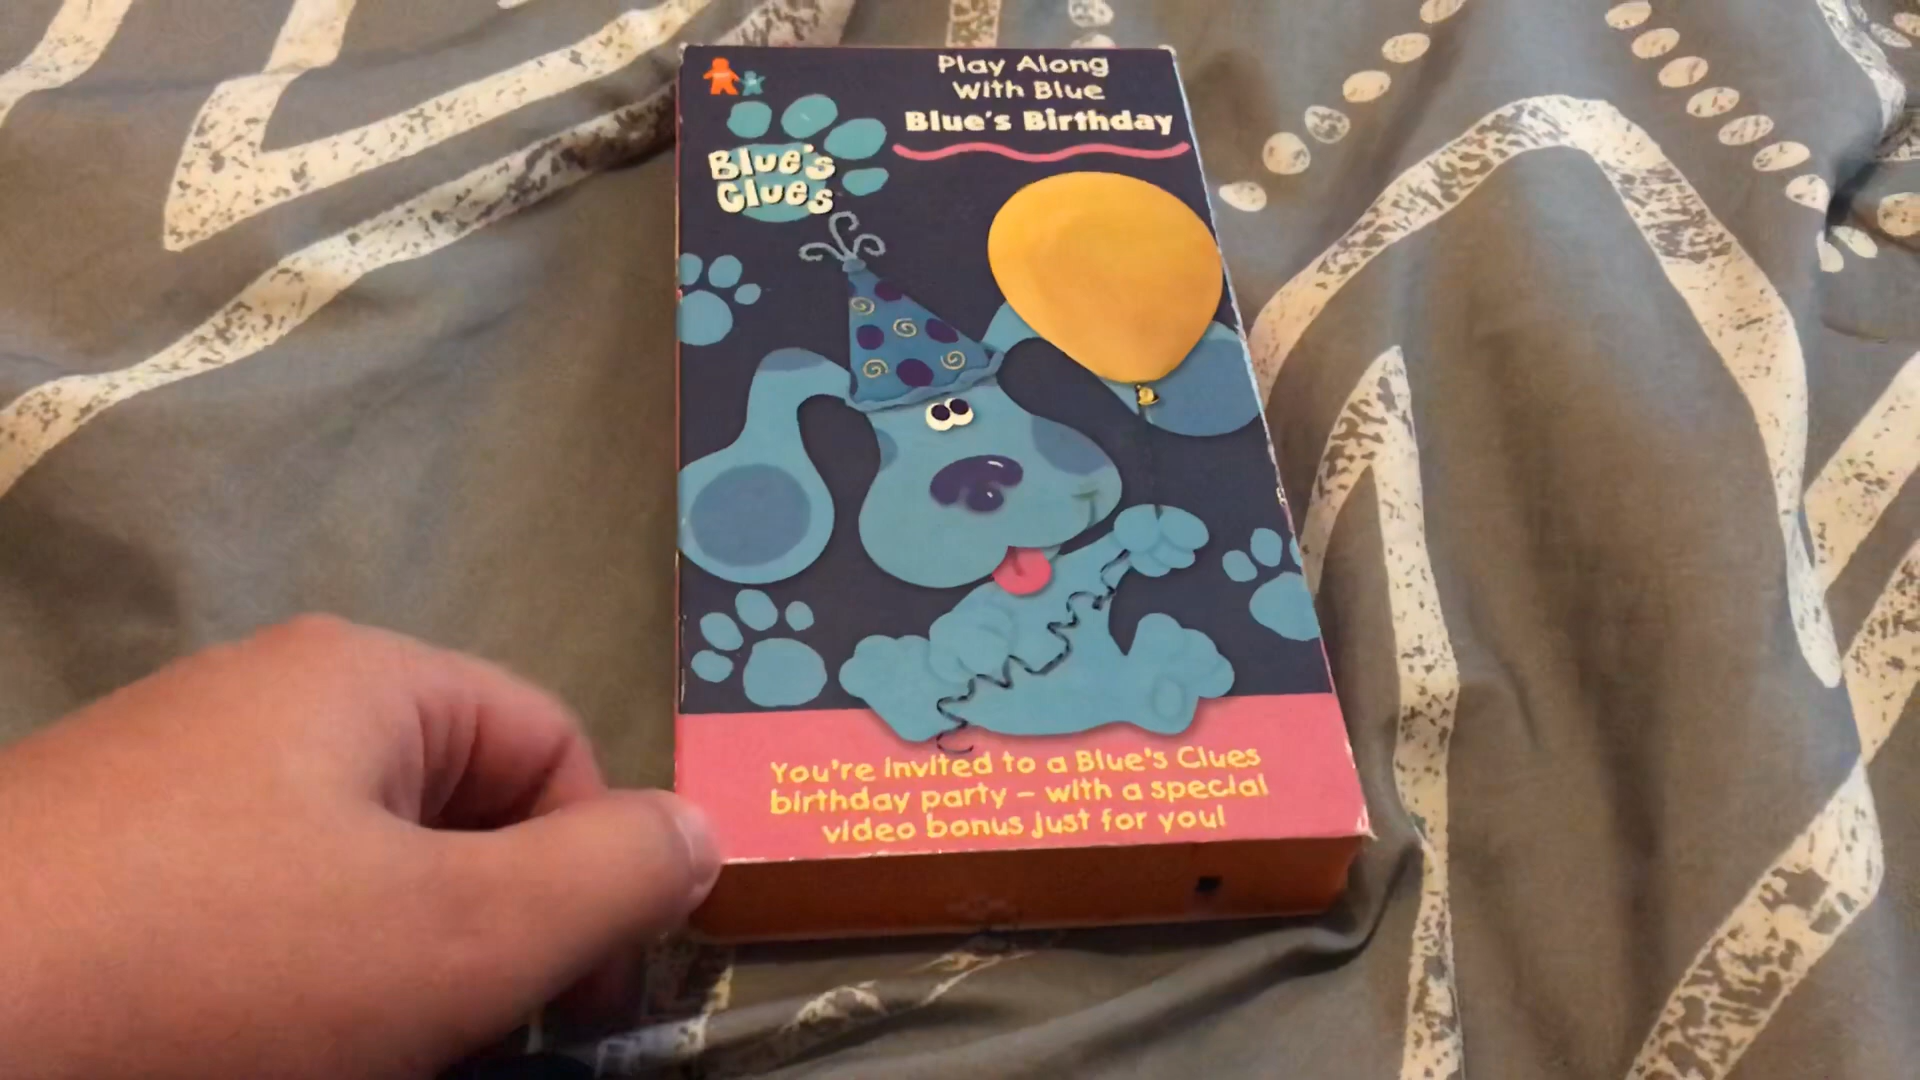 Play Along
With Blue
Blue's Birthday
Blue's
Clues
You're invited to a Blue's Clues
birthday party – with a special
video bonus just for you!